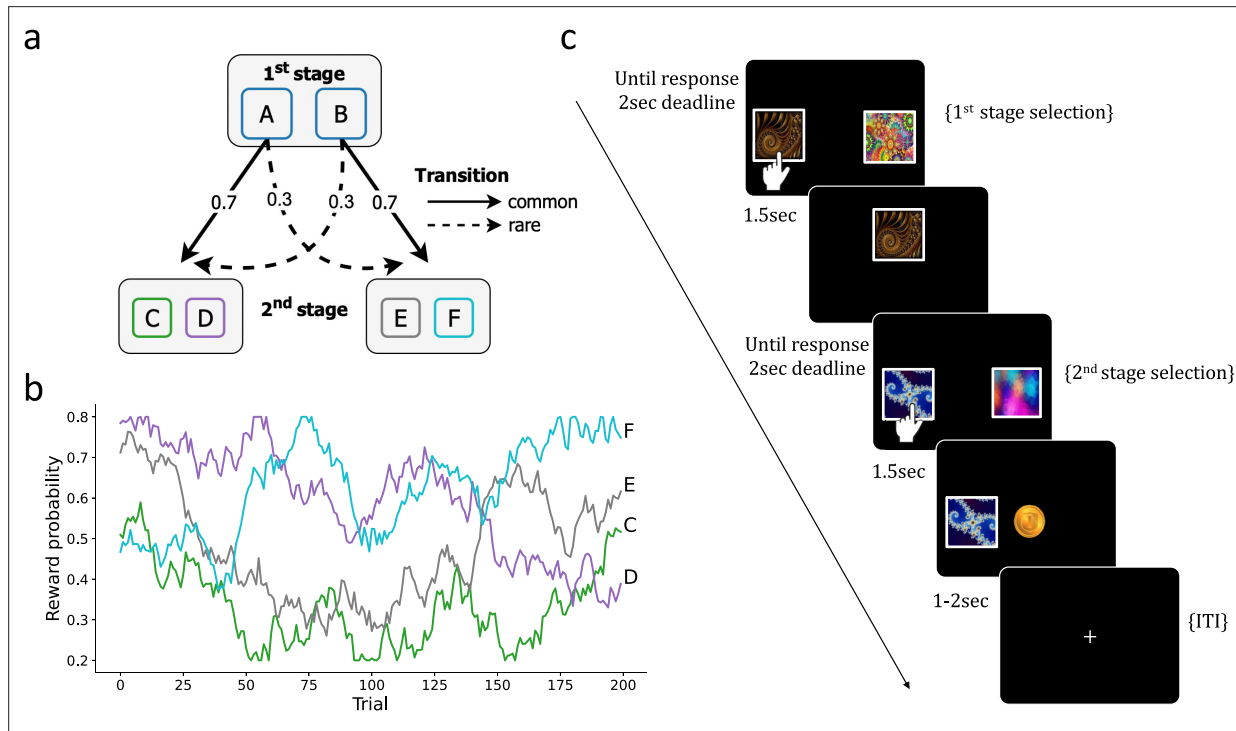 a
1st stage
A
B
0.7
0.3
0.3
0.7
Transition
common
rare
C
D
2nd stage
E
F
b
Reward probability
0.8
0.7
0.6
0.5
0.4
0.3
0.2
0
25
50
75
100
125
150
175
200
Trial
F
E
C
D
c
Until response
2sec deadline
{1st stage selection}
1.5sec
Until response
2sec deadline
{2nd stage selection}
1.5sec
1-2sec
{ITI}